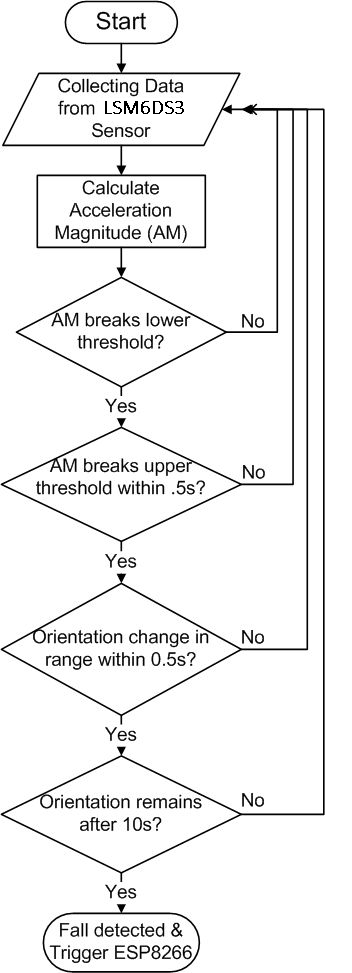 Start
Collecting Data
from LSM6DS3
Sensor
Calculate
Acceleration
Magnitude (AM)
AM breaks lower
threshold?
No
Yes
AM breaks upper
threshold within .5s?
No
Yes
Orientation change in
range within 0.5s?
No
Yes
Orientation remains
after 10s?
No
Yes
Fall detected &
Trigger ESP8266